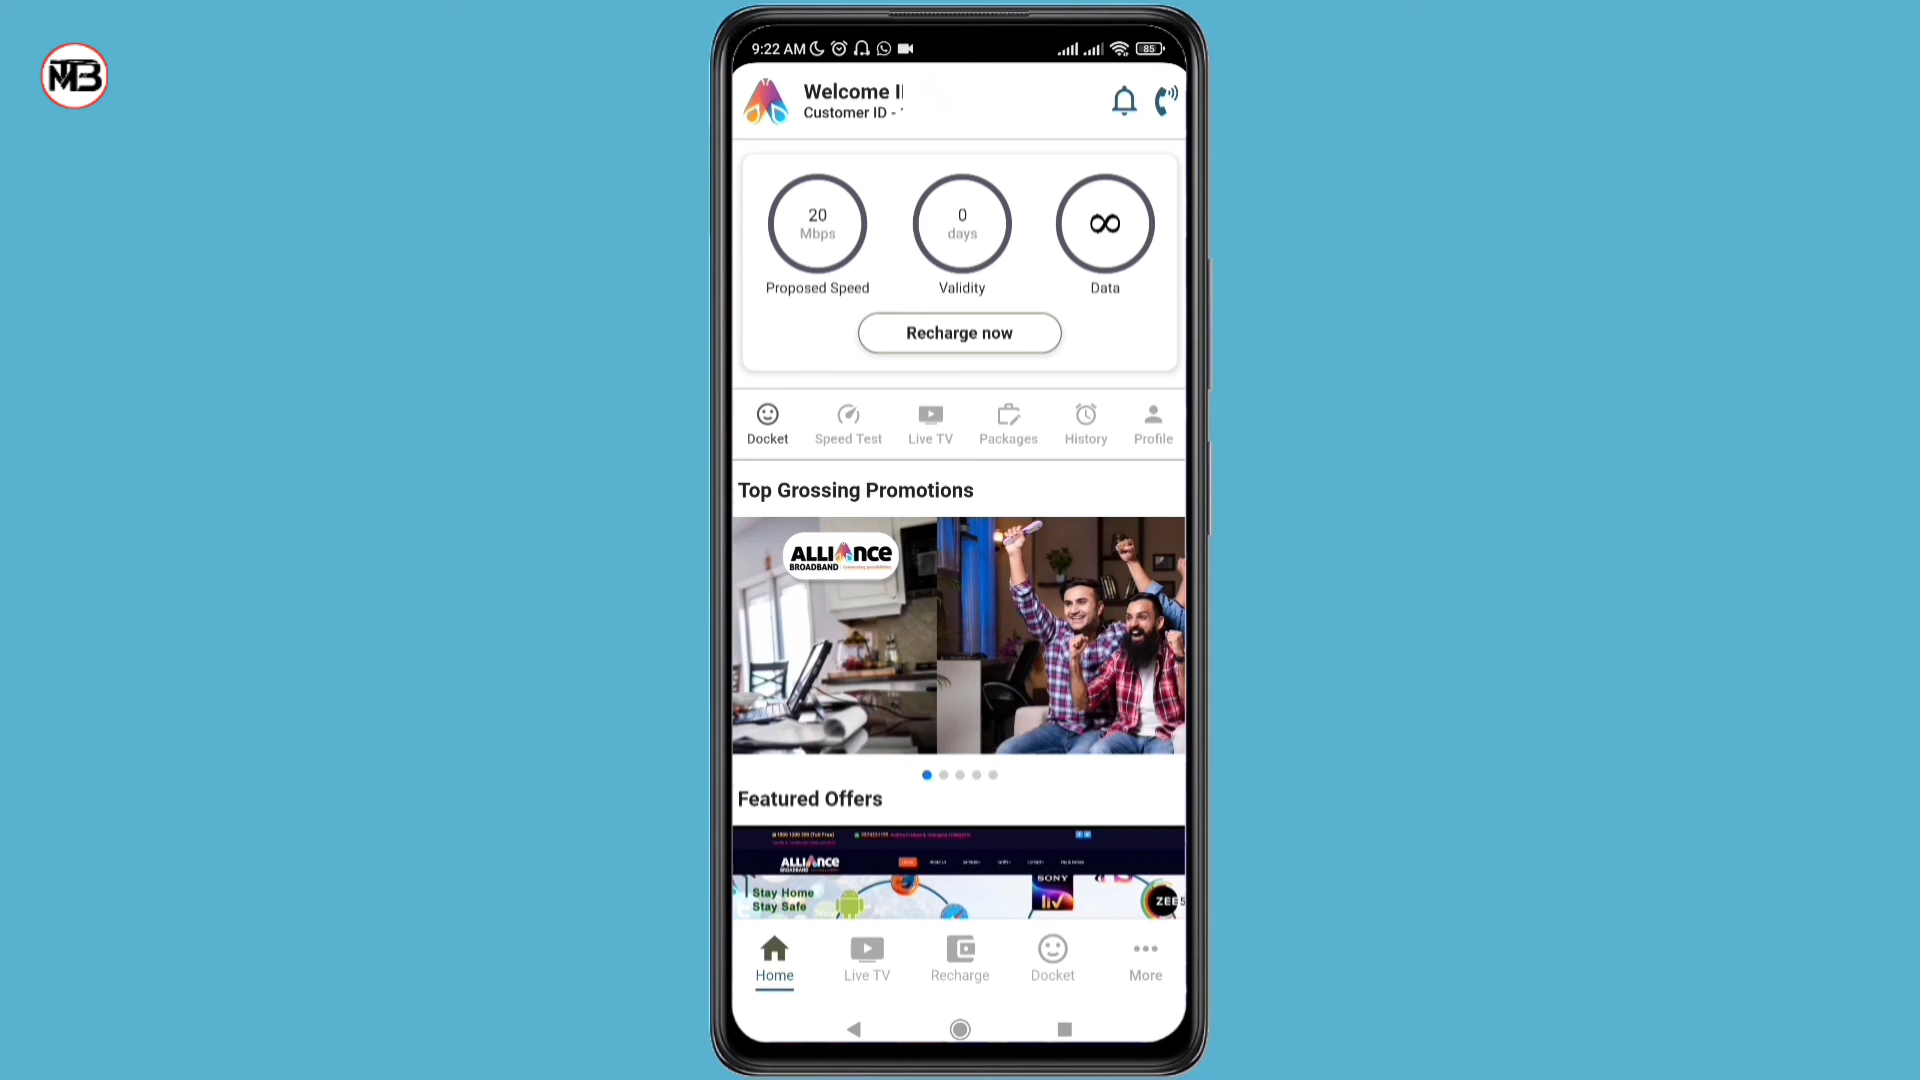 MTB
9:22 AM
85
Welcome
Customer ID -
20
Mbps
Proposed Speed
0
days
Validity
∞
Data
Recharge now
Docket
Speed Test
Live TV
Packages
History
Profile
Top Grossing Promotions
ALLIANCE
BROADBAND
Featured Offers
ALLIANCE
BROADBAND
Stay Home
Stay Safe
SONY
liv
ZEE5
Home
Live TV
Recharge
Docket
More